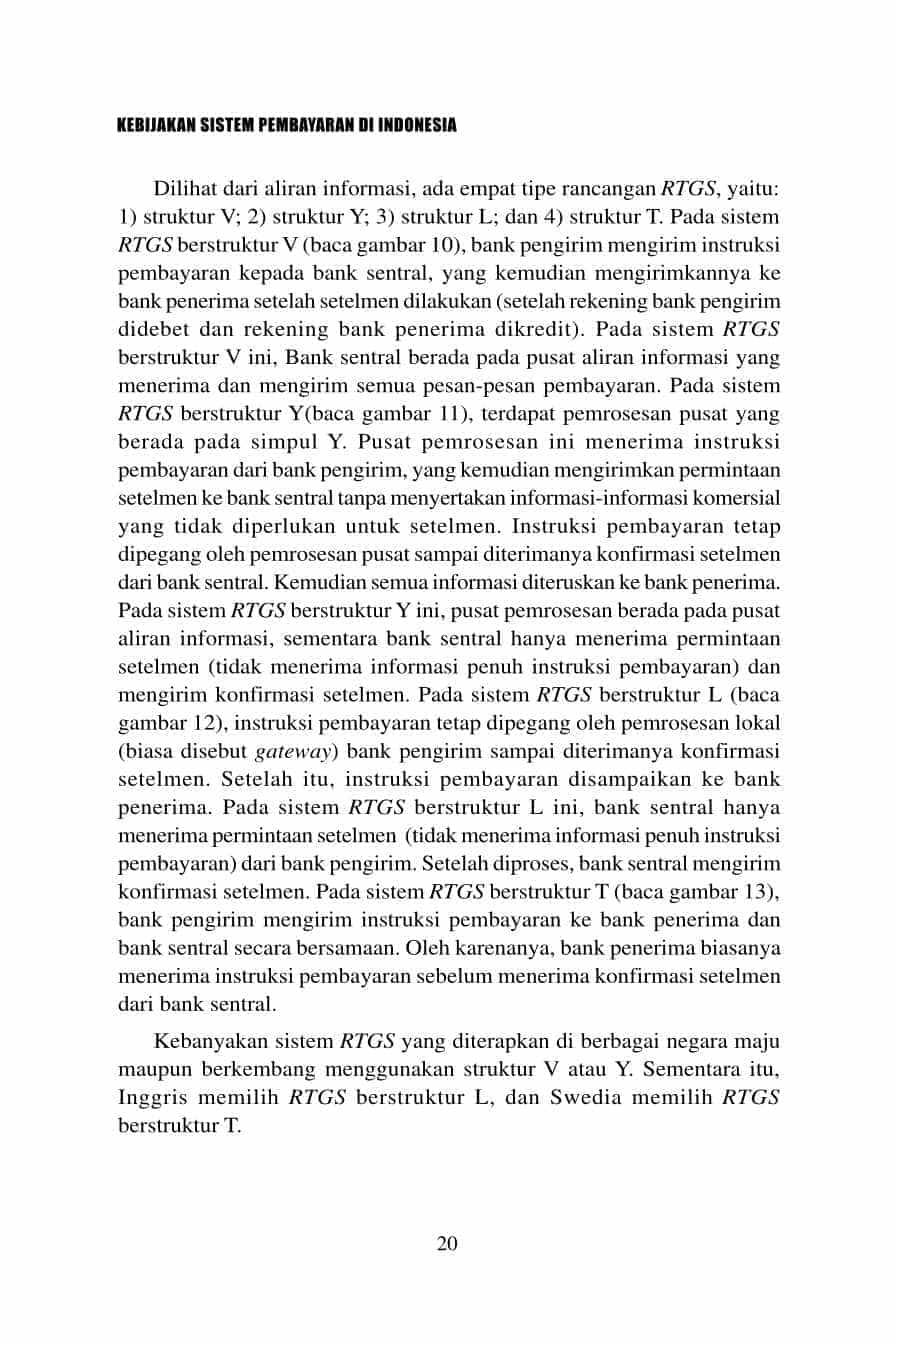 KEBIJAKAN SISTEM PEMBAYARAN DI INDONESIA
Dilihat dari aliran informasi, ada empat tipe rancangan RTGS, yaitu:
1) struktur V; 2) struktur Y; 3) struktur L; dan 4) struktur T. Pada sistem
RTGS berstruktur V (baca gambar 10), bank pengirim mengirim instruksi
pembayaran kepada bank sentral, yang kemudian mengirimkannya ke
bank penerima setelah setelmen dilakukan (setelah rekening bank pengirim
didebet dan rekening bank penerima dikredit). Pada sistem RTGS
berstruktur V ini, Bank sentral berada pada pusat aliran informasi yang
menerima dan mengirim semua pesan-pesan pembayaran. Pada sistem
RTGS berstruktur Y(baca gambar 11), terdapat pemrosesan pusat yang
berada pada simpul Y. Pusat pemrosesan ini menerima instruksi
pembayaran dari bank pengirim, yang kemudian mengirimkan permintaan
setelmen ke bank sentral tanpa menyertakan informasi-informasi komersial
yang tidak diperlukan untuk setelmen. Instruksi pembayaran tetap
dipegang oleh pemrosesan pusat sampai diterimanya konfirmasi setelmen
dari bank sentral. Kemudian semua informasi diteruskan ke bank penerima.
Pada sistem RTGS berstruktur Y ini, pusat pemrosesan berada pada pusat
aliran informasi, sementara bank sentral hanya menerima permintaan
setelmen (tidak menerima informasi penuh instruksi pembayaran) dan
mengirim konfirmasi setelmen. Pada sistem RTGS berstruktur L (baca
gambar 12), instruksi pembayaran tetap dipegang oleh pemrosesan lokal
(biasa disebut gateway) bank pengirim sampai diterimanya konfirmasi
setelmen. Setelah itu, instruksi pembayaran disampaikan ke bank
penerima. Pada sistem RTGS berstruktur L ini, bank sentral hanya
menerima permintaan setelmen (tidak menerima informasi penuh instruksi
pembayaran) dari bank pengirim. Setelah diproses, bank sentral mengirim
konfirmasi setelmen. Pada sistem RTGS berstruktur T (baca gambar 13),
bank pengirim mengirim instruksi pembayaran ke bank penerima dan
bank sentral secara bersamaan. Oleh karenanya, bank penerima biasanya
menerima instruksi pembayaran sebelum menerima konfirmasi setelmen
dari bank sentral.
Kebanyakan sistem RTGS yang diterapkan di berbagai negara maju
maupun berkembang menggunakan struktur V atau Y. Sementara itu,
Inggris memilih RTGS berstruktur L, dan Swedia memilih RTGS
berstruktur T.
20